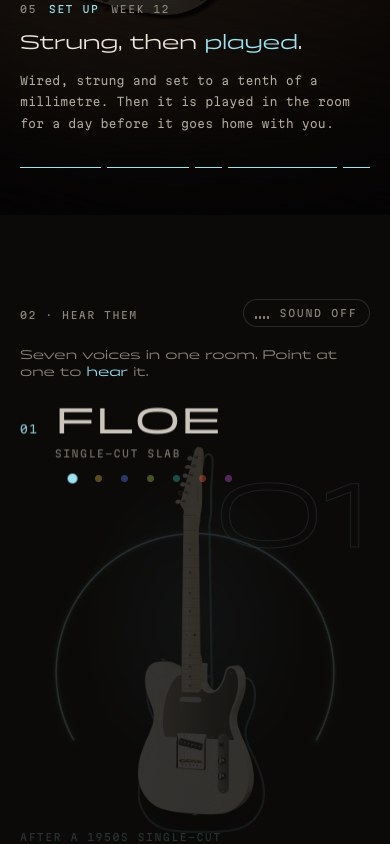 05 SET UP WEEK 12
Strung, then played.
Wired, strung and set to a tenth of a
millimetre. Then it is played in the room
for a day before it goes home with you.
02 · HEAR THEM
SOUND OFF
Seven voices in one room. Point at
one to hear it.
01 FLOE
SINGLE-CUT SLAB
01
AFTER A 1950S SINGLE-CUT